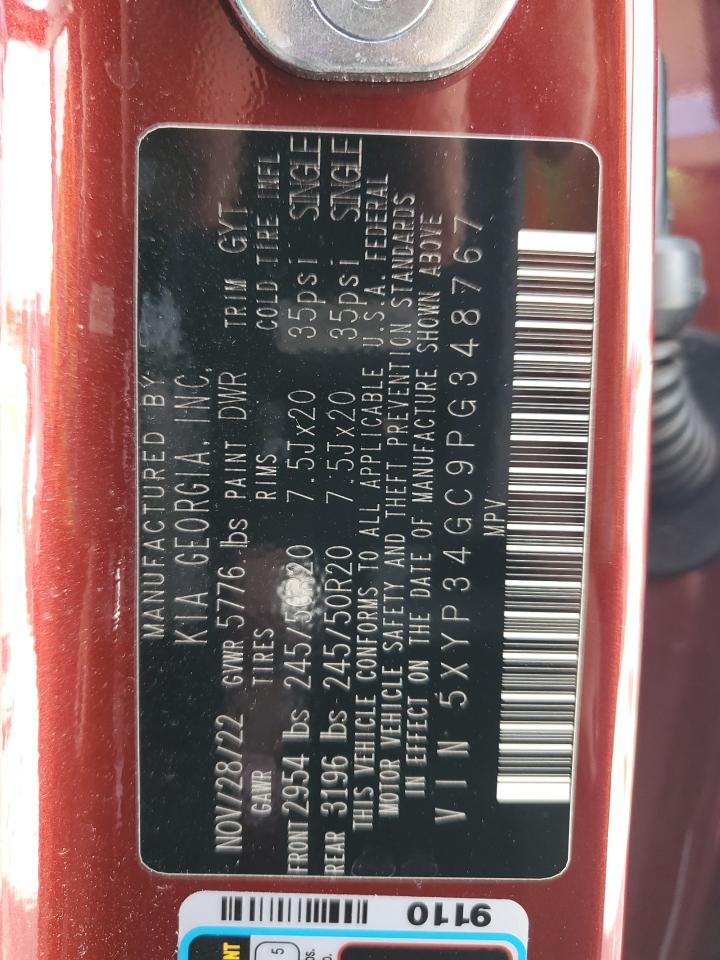 MANUFACTURED BY
KIA GEORGIA, INC.
NOV/28/22 GVWR 5776 lbs PAINT DWR TRIM GYT
GAWR TIRES RIMS COLD TIRE INFL
FRONT 2954 lbs 245/50R20 7.5Jx20 35psi SINGLE
REAR 3196 lbs 245/50R20 7.5Jx20 35psi SINGLE
THIS VEHICLE CONFORMS TO ALL APPLICABLE U.S.A. FEDERAL
MOTOR VEHICLE SAFETY AND THEFT PREVENTION STANDARDS
IN EFFECT ON THE DATE OF MANUFACTURE SHOWN ABOVE
VIN 5XYP34GC9PG348767
MPV
9110
5